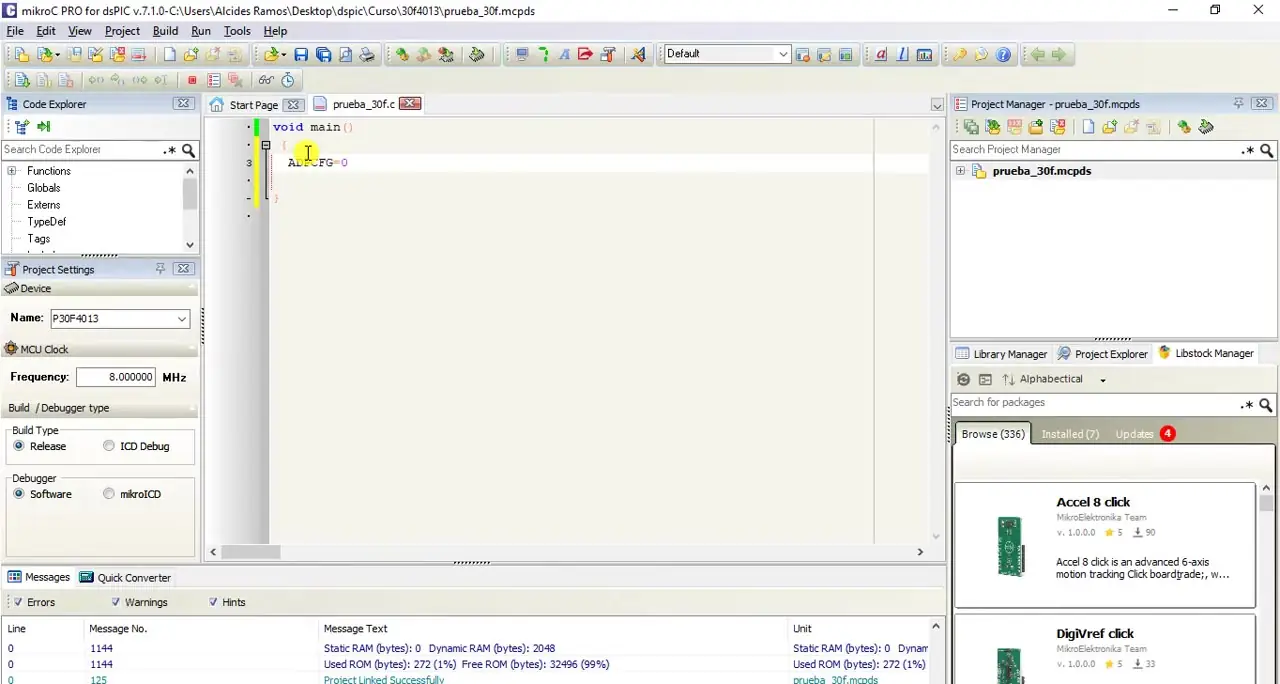 mikroC PRO for dsPIC v.7.1.0-C:\Users\Alcides Ramos\Desktop\dspic\Curso\30f4013\prueba_30f.mcpds
File Edit View Project Build Run Tools Help
Default
Code Explorer
Start Page
prueba_30f.c
Project Manager - prueba_30f.mcpds
Search Code Explorer
Functions
Globals
Externs
TypeDef
Tags
void main()
{
3 ADPCFG=0
}
Search Project Manager
prueba_30f.mcpds
Project Settings
Device
Name: P30F4013
MCU Clock
Frequency: 8.000000 MHz
Build / Debugger type
Build Type
Release ICD Debug
Debugger
Software mikroICD
Library Manager Project Explorer Libstock Manager
Alphabectical
Search for packages
Browse (336) Installed (7) Updates 4
Accel 8 click
MikroElektronika Team
v. 1.0.0.0 5 90
Accel 8 click is an advanced 6-axis
motion tracking Click boardtrade;, w...
DigiVref click
MikroElektronika Team
v. 1.0.0.0 5 33
Messages Quick Converter
Errors Warnings Hints
Line Message No. Message Text Unit
0 1144 Static RAM (bytes): 0 Dynamic RAM (bytes): 2048 Static RAM (bytes): 0 Dynam
0 1144 Used ROM (bytes): 272 (1%) Free ROM (bytes): 32496 (99%) Used ROM (bytes): 272 (1%)
0 125 Project Linked Successfully prueba_30f.mcpds